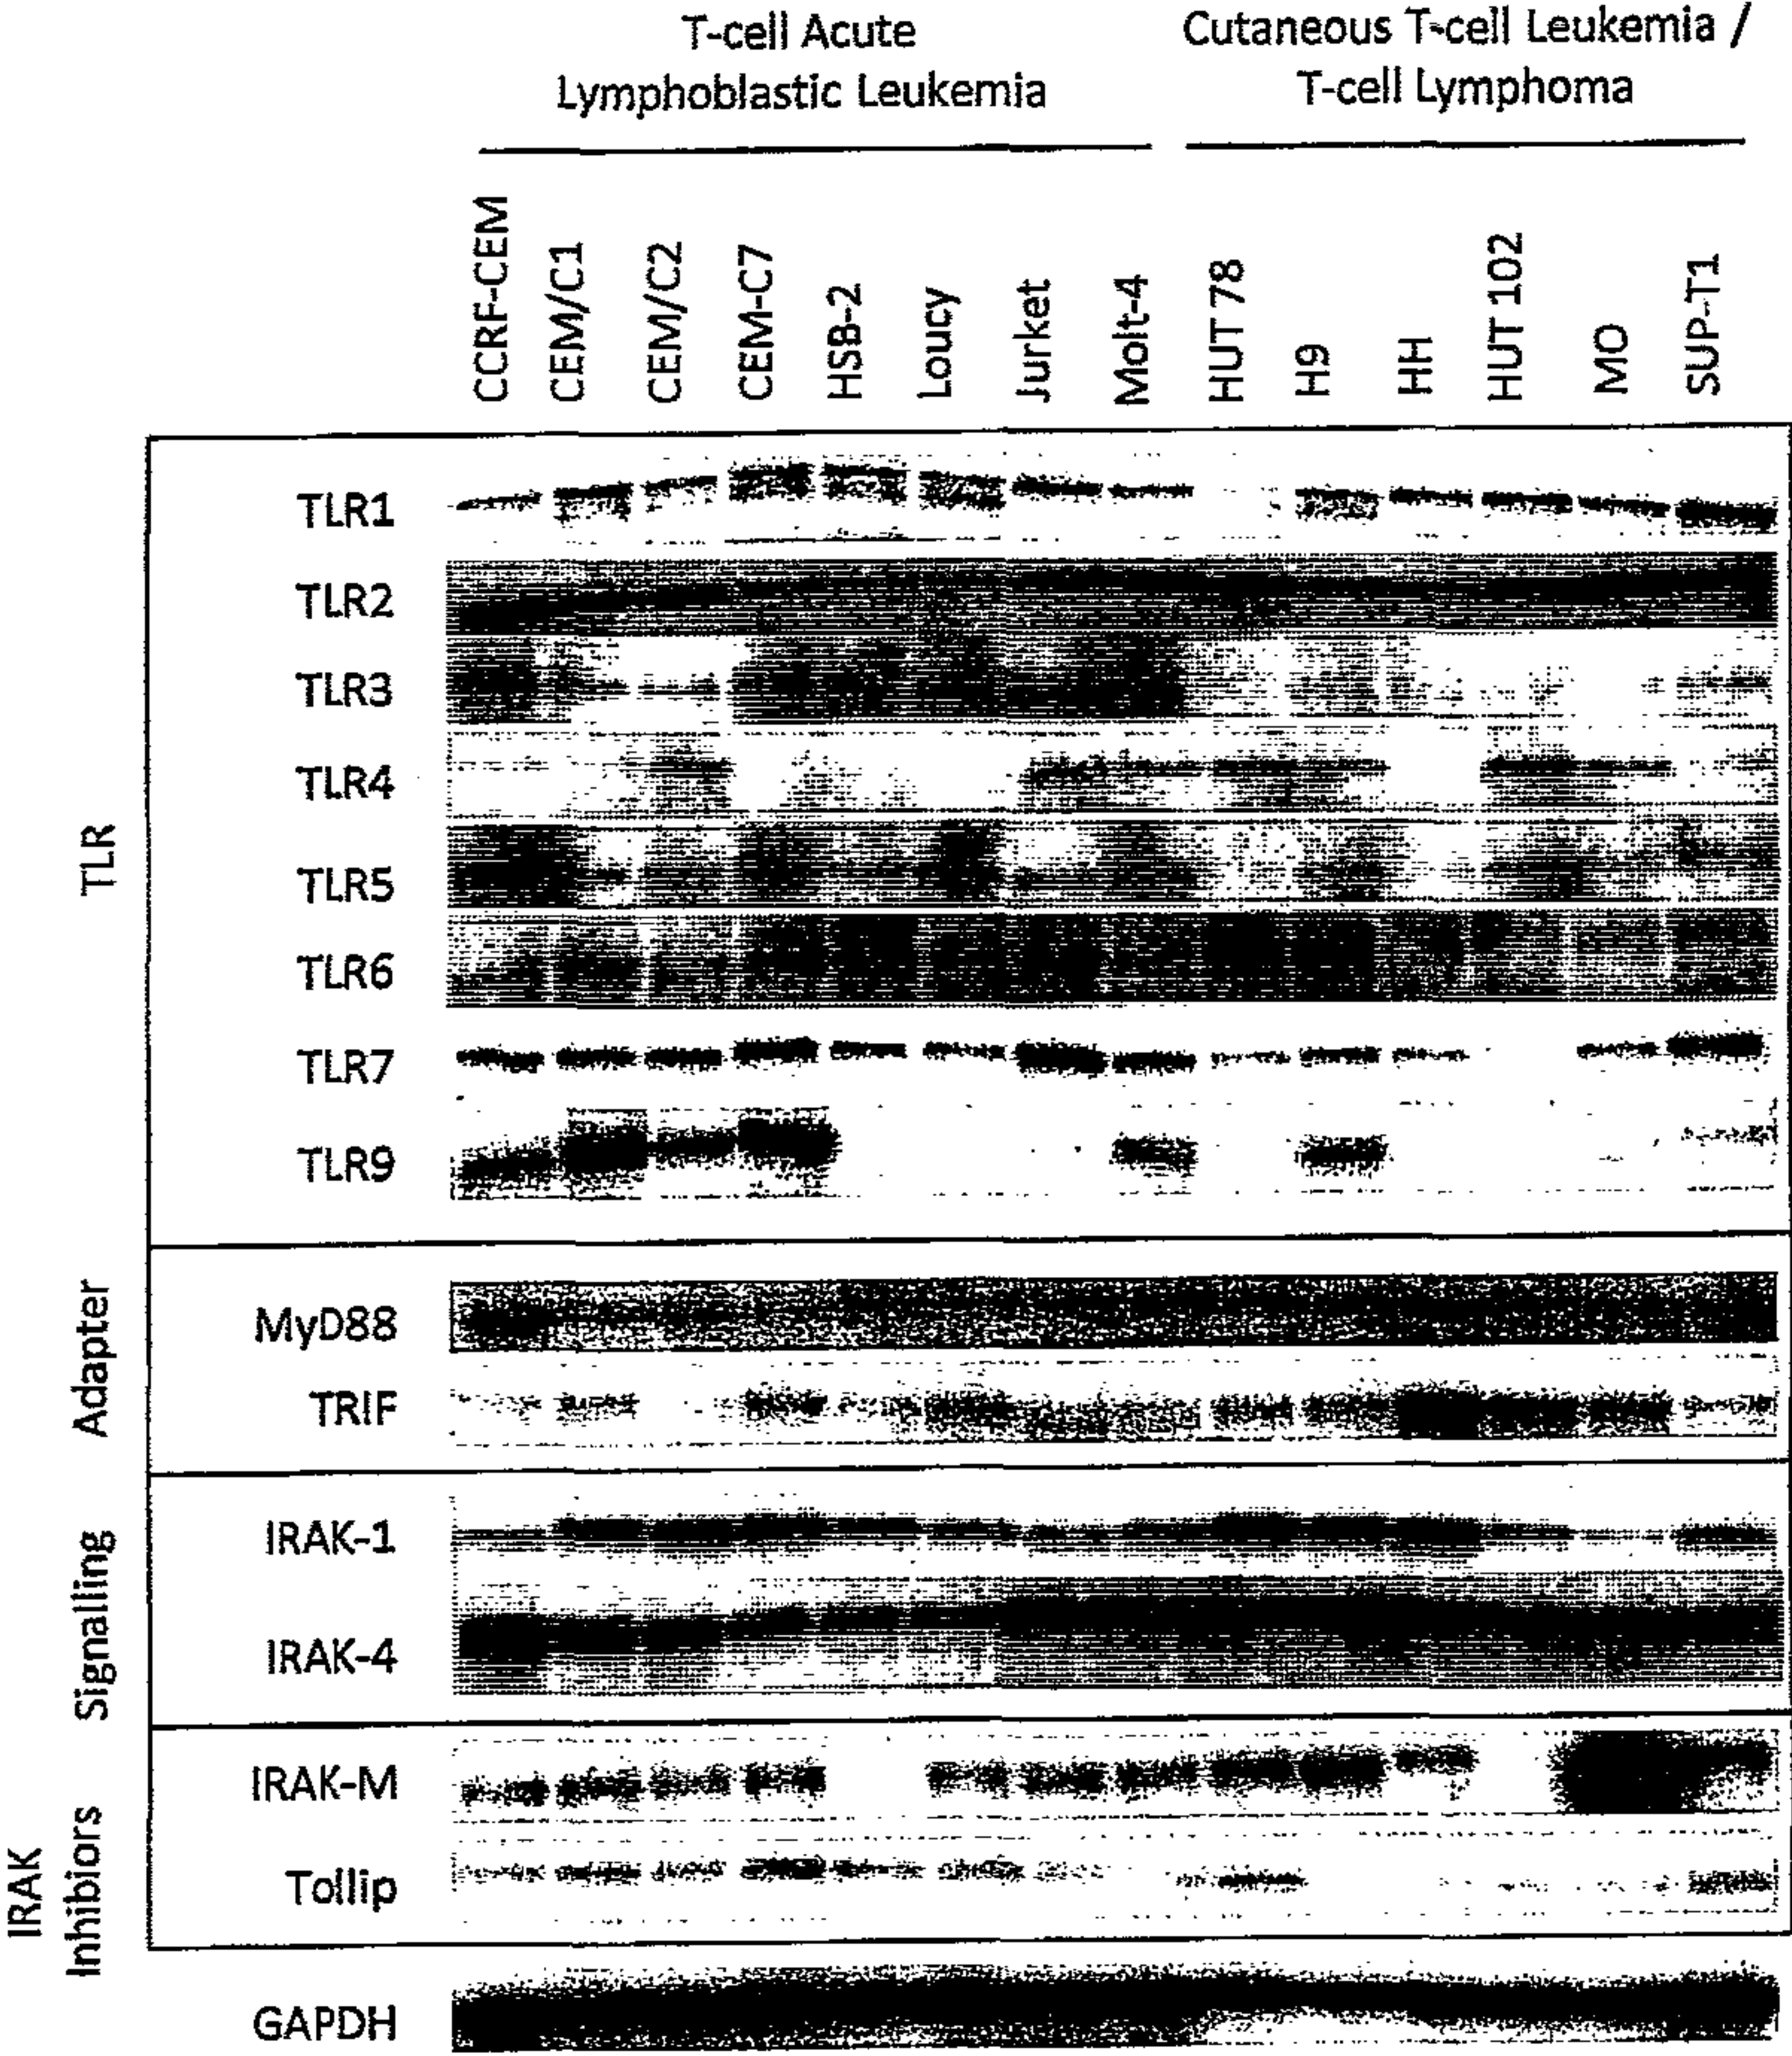 T-cell Acute
Lymphoblastic Leukemia
Cutaneous T-cell Leukemia /
T-cell Lymphoma
CCRF-CEM
CEM/C1
CEM/C2
CEM-C7
HSB-2
Loucy
Jurket
Molt-4
HUT 78
H9
HH
HUT 102
MO
SUP-T1
TLR
TLR1
TLR2
TLR3
TLR4
TLR5
TLR6
TLR7
TLR9
Adapter
MyD88
TRIF
Signalling
IRAK-1
IRAK-4
IRAK
Inhibiors
IRAK-M
Tollip
GAPDH